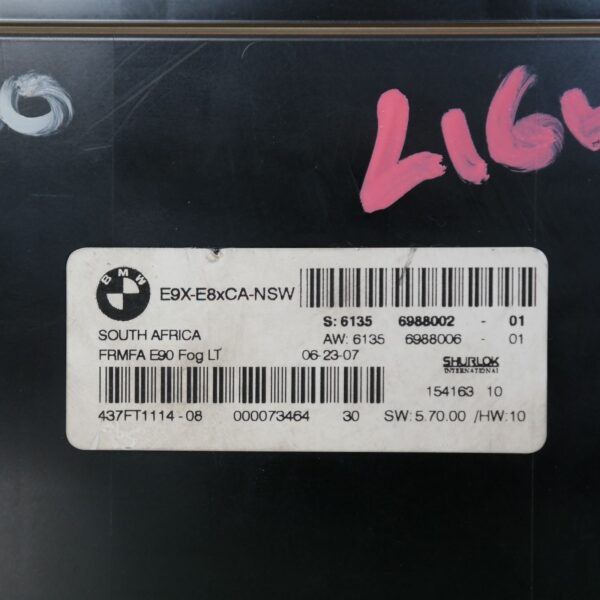 LIG
BMW
E9X-E8xCA-NSW
S: 6135 6988002 - 01
SOUTH AFRICA
AW: 6135 6988006 - 01
FRMFA E90 Fog LT
06-23-07
SHURLOK
INTERNATIONAL
154163 10
437FT1114-08 000073464 30 SW: 5.70.00 /HW:10